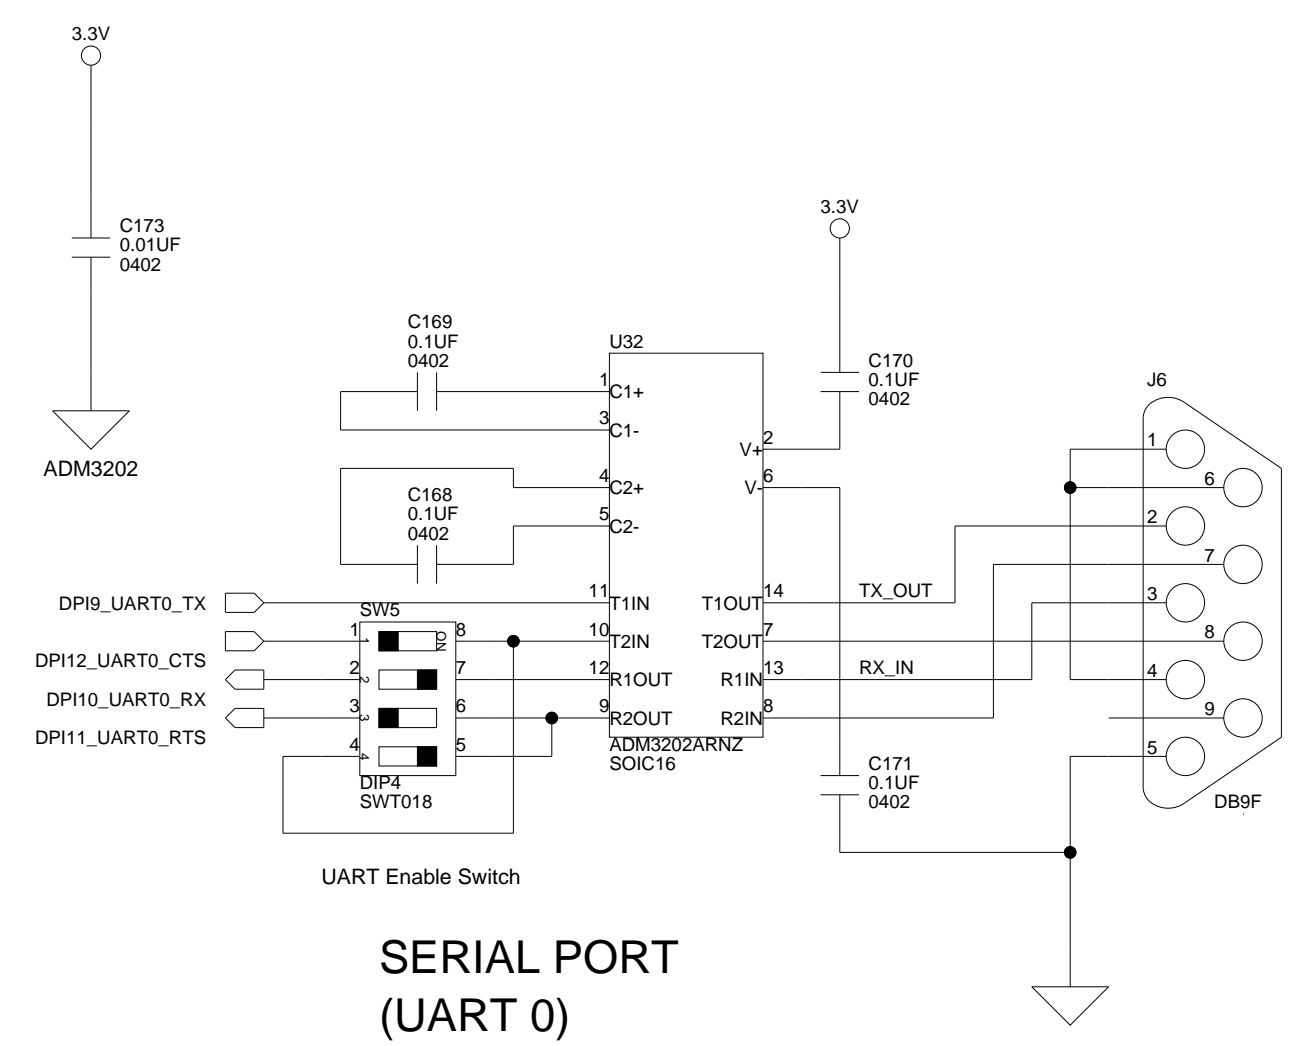 3.3V
C173
0.01UF
0402
ADM3202
3.3V
C169
0.1UF
0402
C168
0.1UF
0402
U32
1
C1+
3
C1-
4
C2+
5
C2-
11
T1IN
10
T2IN
12
R1OUT
9
R2OUT
2
V+
6
V-
14
T1OUT
7
T2OUT
13
R1IN
8
R2IN
ADM3202ARNZ
SOIC16
C170
0.1UF
0402
C171
0.1UF
0402
TX_OUT
RX_IN
J6
1
6
2
7
3
8
4
9
5
DB9F
DPI9_UART0_TX
DPI12_UART0_CTS
DPI10_UART0_RX
DPI11_UART0_RTS
SW5
1
2
3
4
1
2
3
4
ON
8
7
6
5
DIP4
SWT018
UART Enable Switch
SERIAL PORT
(UART 0)